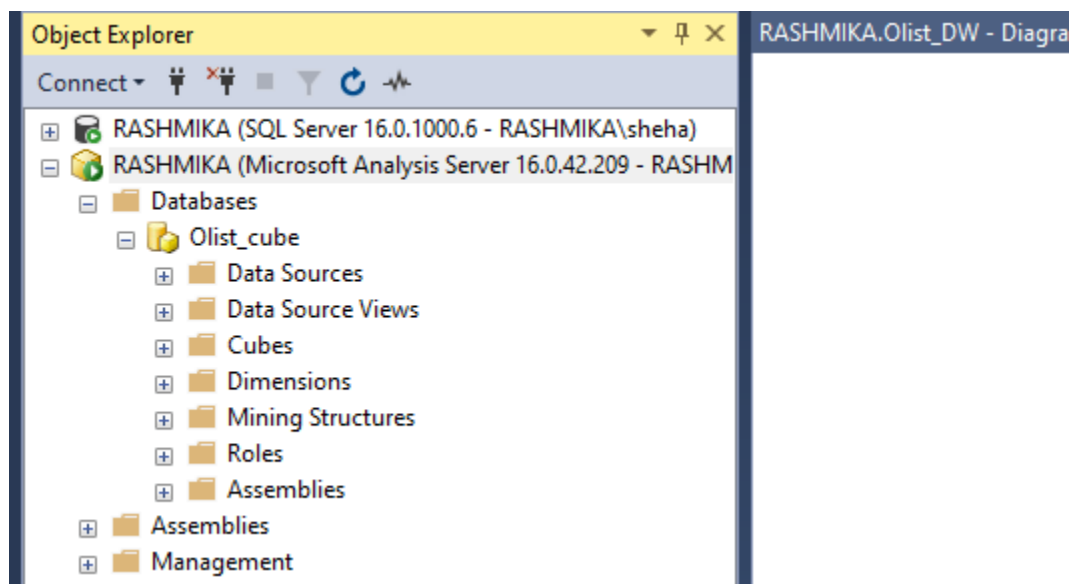 Object Explorer
RASHMIKA.Olist_DW - Diagra
Connect
RASHMIKA (SQL Server 16.0.1000.6 - RASHMIKA\sheha)
RASHMIKA (Microsoft Analysis Server 16.0.42.209 - RASHM
Databases
Olist_cube
Data Sources
Data Source Views
Cubes
Dimensions
Mining Structures
Roles
Assemblies
Assemblies
Management